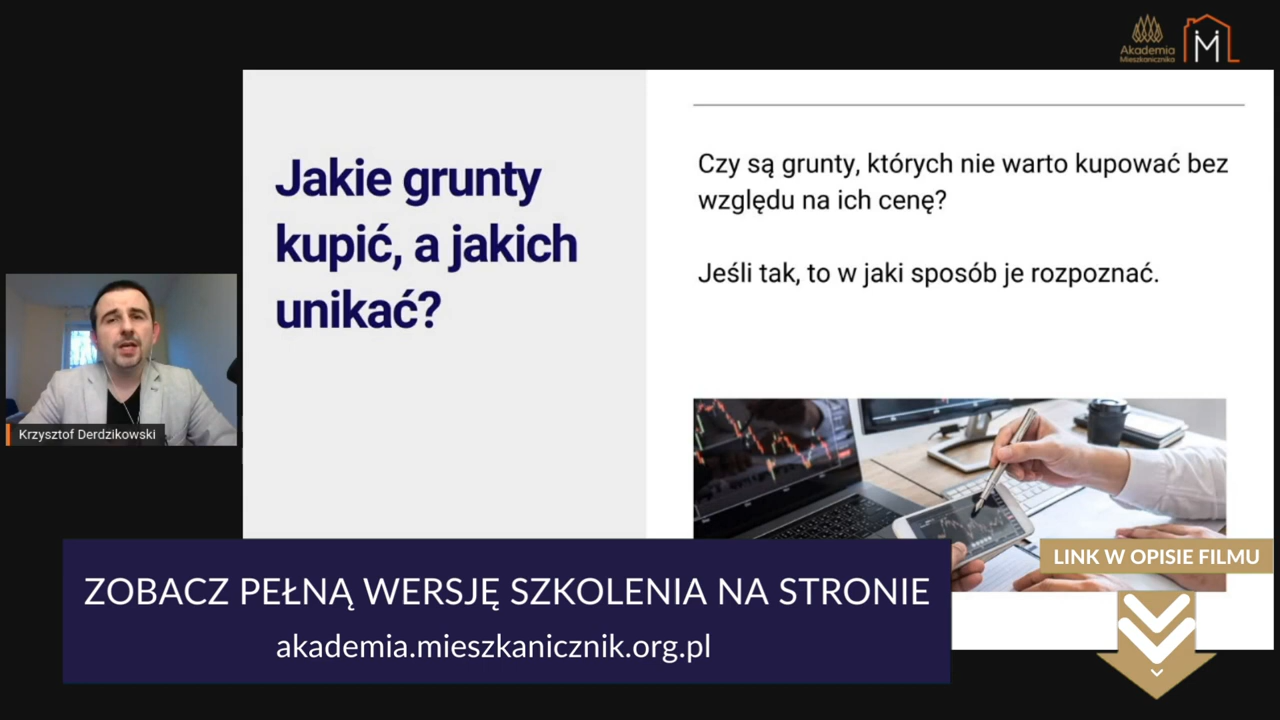 Akademia
Mieszkanicznika
Jakie grunty
kupić, a jakich
unikać?
Czy są grunty, których nie warto kupować bez
względu na ich cenę?
Jeśli tak, to w jaki sposób je rozpoznać.
Krzysztof Derdzikowski
LINK W OPISIE FILMU
ZOBACZ PEŁNĄ WERSJĘ SZKOLENIA NA STRONIE
akademia.mieszkanicznik.org.pl